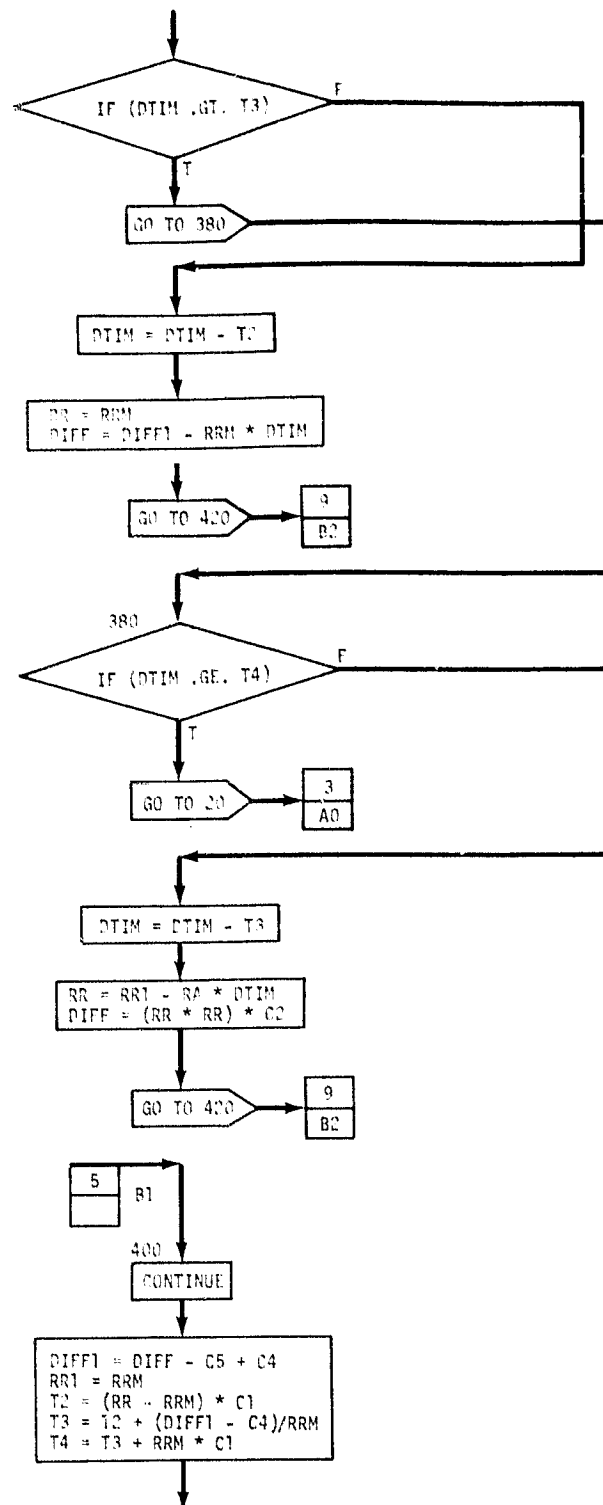 IF (DTIM .GT. T3)
F
T
GO TO 380
DTIM = DTIM - T2
RR = RRM
DIFF = DIFF1 - RRM * DTIM
GO TO 420
9
B2
380
IF (DTIM .GE. T4)
F
T
GO TO 20
3
A0
DTIM = DTIM - T3
RR = RR1 - RA * DTIM
DIFF = (RR * RR) * C2
GO TO 420
9
B2
5
B1
400
CONTINUE
DIFF1 = DIFF - C5 + C4
RR1 = RRM
T2 = (RR - RRM) * C1
T3 = T2 + (DIFF1 - C4)/RRM
T4 = T3 + RRM * C1